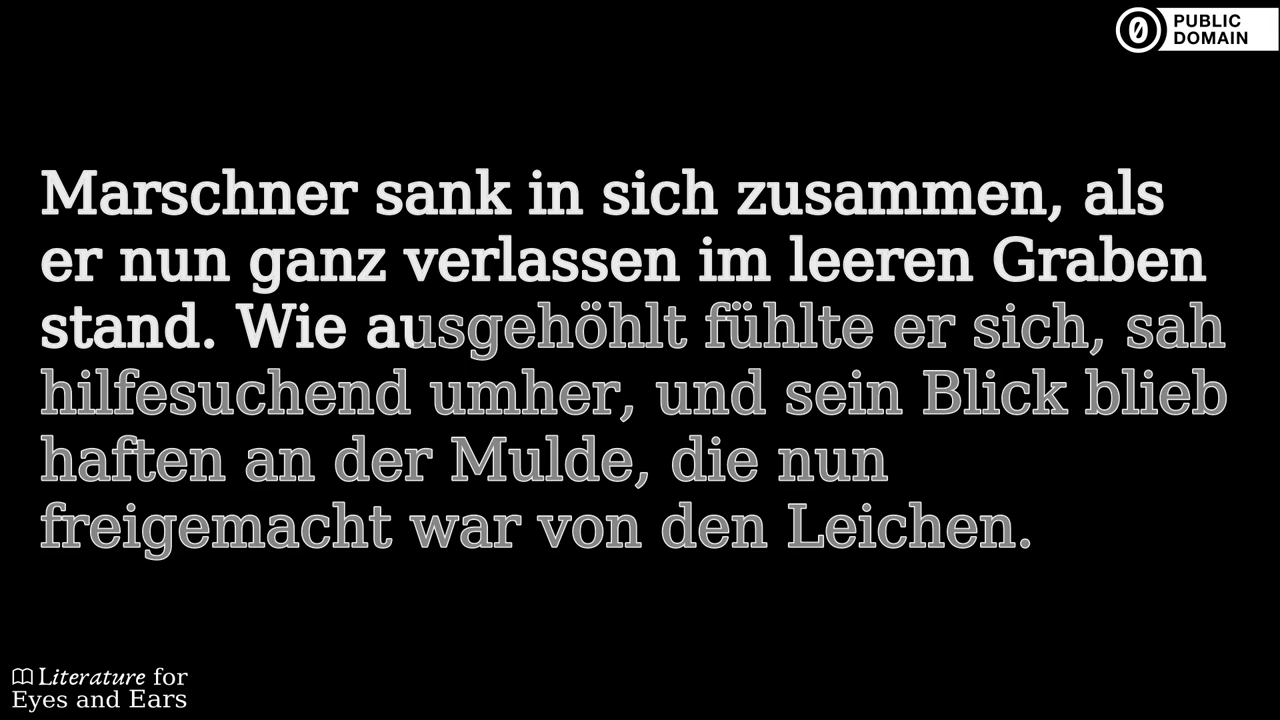 PUBLIC
DOMAIN
Marschner sank in sich zusammen, als
er nun ganz verlassen im leeren Graben
stand. Wie ausgehöhlt fühlte er sich, sah
hilfesuchend umher, und sein Blick blieb
haften an der Mulde, die nun
freigemacht war von den Leichen.
Literature for
Eyes and Ears